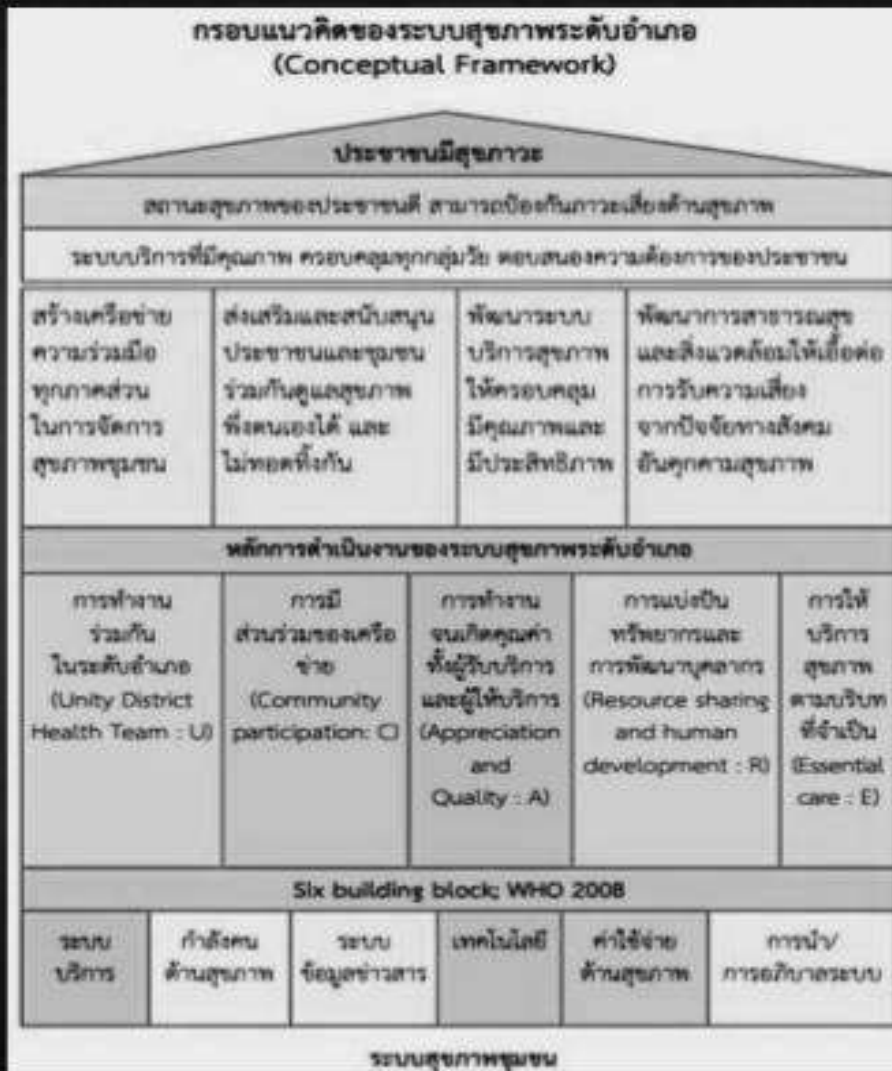 กรอบแนวคิดของระบบสุขภาพระดับอำเภอ
(Conceptual Framework)
ประชาชนมีสุขภาวะ
สถานะสุขภาพของประชาชนดี สามารถป้องกันภาวะเสี่ยงด้านสุขภาพ
ระบบบริการที่มีคุณภาพ ครอบคลุมทุกกลุ่มวัย ตอบสนองความต้องการของประชาชน
สร้างเครือข่าย
ความร่วมมือ
ทุกภาคส่วน
ในการจัดการ
สุขภาพชุมชน
ส่งเสริมและสนับสนุน
ประชาชนและชุมชน
ร่วมกันดูแลสุขภาพ
พึ่งตนเองได้ และ
ไม่ทอดทิ้งกัน
พัฒนาระบบ
บริการสุขภาพ
ให้ครอบคลุม
มีคุณภาพและ
มีประสิทธิภาพ
พัฒนาการสาธารณสุข
และสิ่งแวดล้อมให้เอื้อต่อ
การรับความเสี่ยง
จากปัจจัยทางสังคม
อันคุกคามสุขภาพ
หลักการดำเนินงานของระบบสุขภาพระดับอำเภอ
การทำงาน
ร่วมกัน
ในระดับอำเภอ
(Unity District
Health Team : U)
การมี
ส่วนร่วมของเครือ
ข่าย
(Community
participation: C)
การทำงาน
จนเกิดคุณค่า
ทั้งผู้รับบริการ
และผู้ให้บริการ
(Appreciation
and
Quality : A)
การแบ่งปัน
ทรัพยากรและ
การพัฒนาบุคลากร
(Resource sharing
and human
development : R)
การให้
บริการ
สุขภาพ
ตามบริบท
ที่จำเป็น
(Essential
care : E)
Six building block; WHO 2008
ระบบ
บริการ
กำลังคน
ด้านสุขภาพ
ระบบ
ข้อมูลข่าวสาร
เทคโนโลยี
ค่าใช้จ่าย
ด้านสุขภาพ
การนำ/
การอภิบาลระบบ
ระบบสุขภาพชุมชน